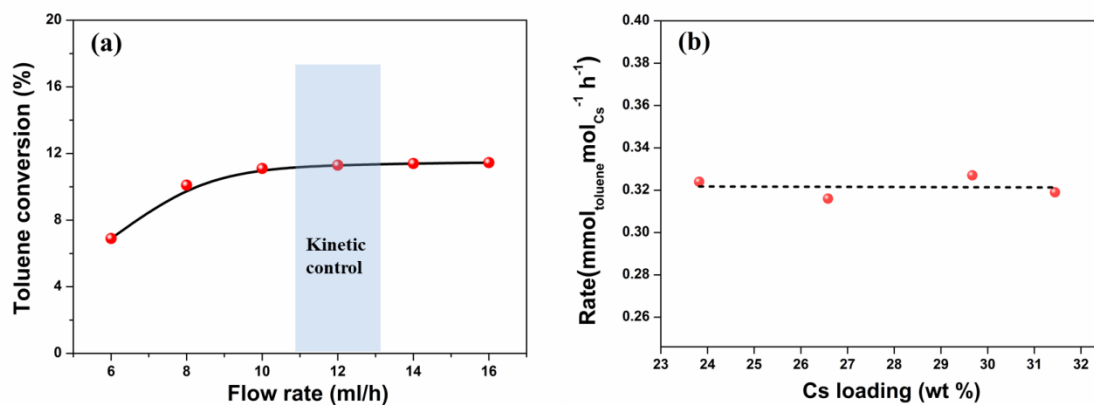 (a)
Toluene conversion (%)
20
16
12
8
4
0
Kinetic
control
6 8 10 12 14 16
Flow rate (ml/h)
(b)
Rate(mmol_toluene mol_Cs^-1 h^-1)
0.40
0.38
0.36
0.34
0.32
0.30
0.28
0.26
23 24 25 26 27 28 29 30 31 32
Cs loading (wt %)